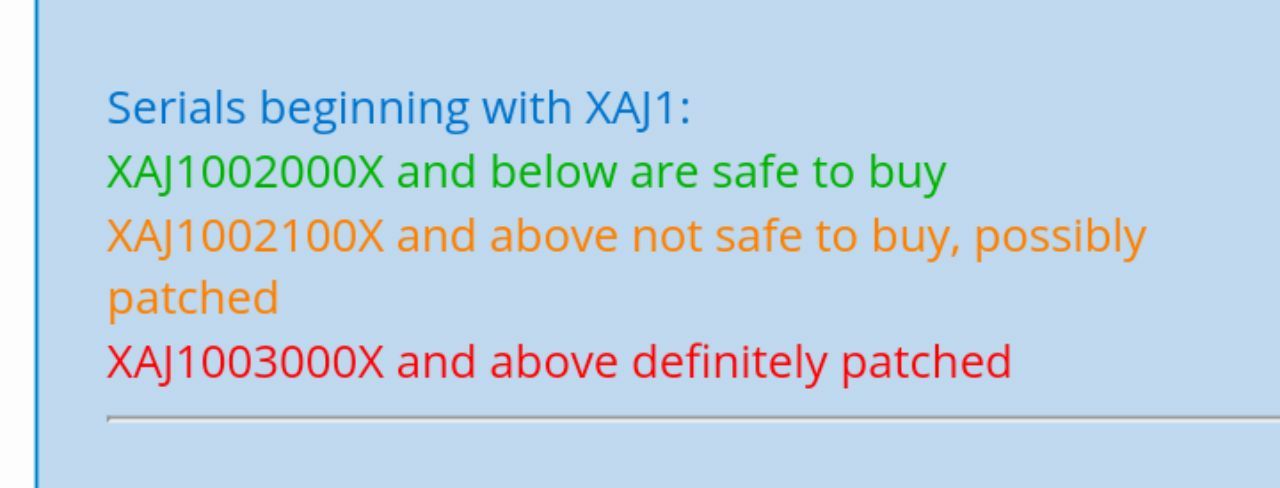 Serials beginning with XAJ1:
XAJ1002000X and below are safe to buy
XAJ1002100X and above not safe to buy, possibly
patched
XAJ1003000X and above definitely patched